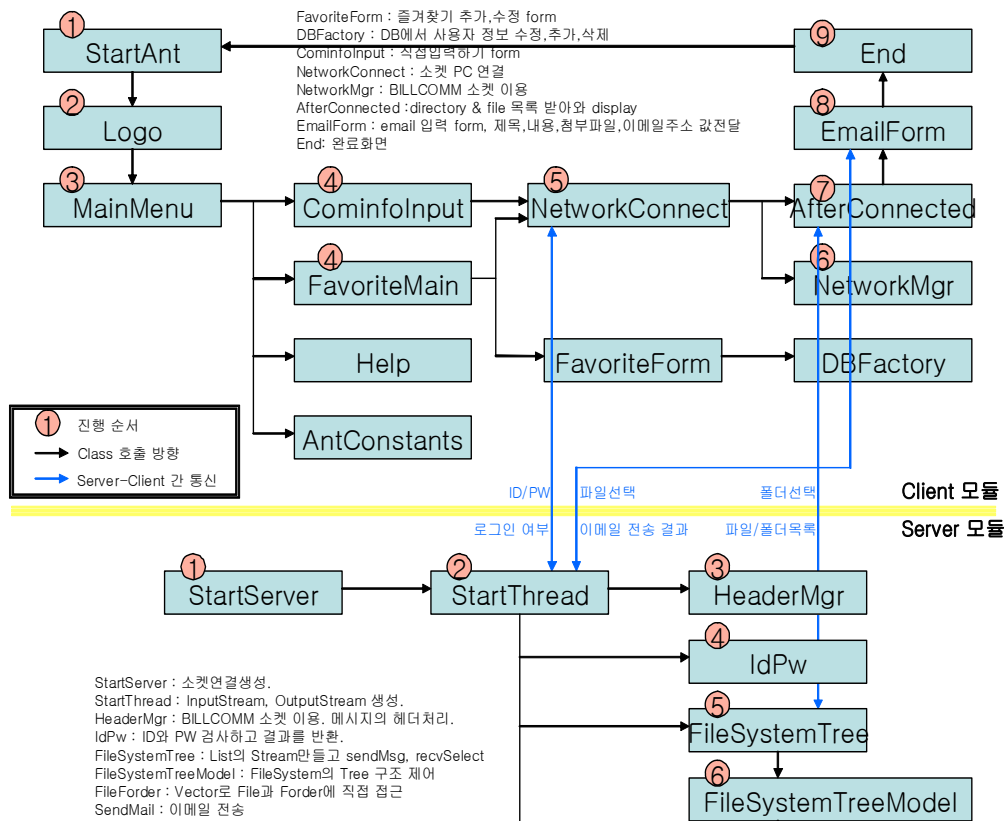 FavoriteForm : 즐겨찾기 추가,수정 form
DBFactory : DB에서 사용자 정보 수정,추가,삭제
CominfoInput : 직접입력하기 form
NetworkConnect : 소켓 PC 연결
NetworkMgr : BILLCOMM 소켓 이용
AfterConnected :directory & file 목록 받아와 display
EmailForm : email 입력 form, 제목,내용,첨부파일,이메일주소 값전달
End: 완료화면
1
StartAnt
2
Logo
3
MainMenu
4
CominfoInput
4
FavoriteMain
Help
AntConstants
5
NetworkConnect
FavoriteForm
9
End
8
EmailForm
7
AfterConnected
6
NetworkMgr
DBFactory
1 진행 순서
Class 호출 방향
Server-Client 간 통신
ID/PW
파일선택
폴더선택
Client 모듈
로그인 여부
이메일 전송 결과
파일/폴더목록
Server 모듈
1
StartServer
2
StartThread
3
HeaderMgr
4
IdPw
5
FileSystemTree
6
FileSystemTreeModel
StartServer : 소켓연결생성.
StartThread : InputStream, OutputStream 생성.
HeaderMgr : BILLCOMM 소켓 이용. 메시지의 헤더처리.
IdPw : ID와 PW 검사하고 결과를 반환.
FileSystemTree : List의 Stream만들고 sendMsg, recvSelect
FileSystemTreeModel : FileSystem의 Tree 구조 제어
FileForder : Vector로 File과 Forder에 직접 접근
SendMail : 이메일 전송